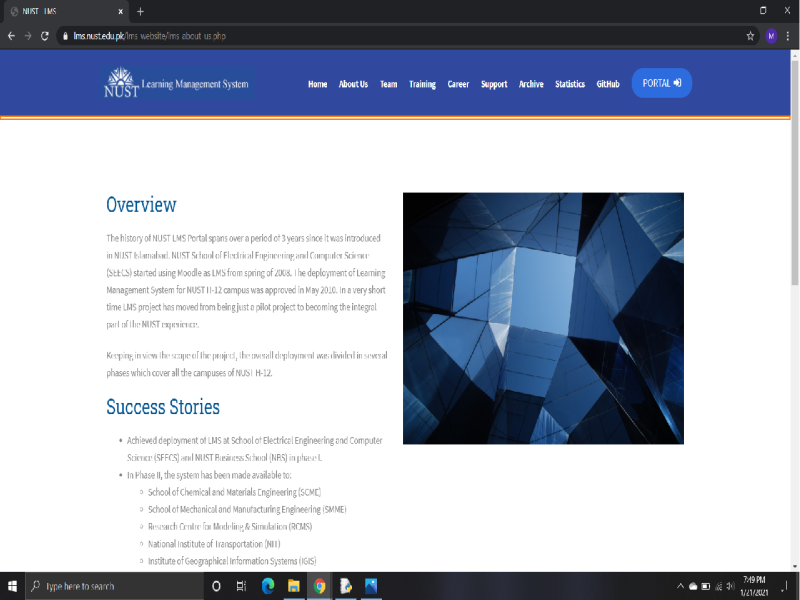 NUST - LMS
lms.nust.edu.pk/lms_website/lms_about_us.php
M
NUST Learning Management System
Home About Us Team Training Career Support Archive Statistics GitHub PORTAL
Overview
The history of NUST LMS Portal spans over a period of 3 years since it was introduced
in NUST Islamabad. NUST School of Electrical Engineering and Computer Science
(SEECS) started using Moodle as LMS from spring of 2008. The deployment of Learning
Management System for NUST H-12 campus was approved in May 2010. In a very short
time LMS project has moved from being just a pilot project to becoming the integral
part of the NUST experience.
Keeping in view the scope of the project, the overall deployment was divided in several
phases which cover all the campuses of NUST H-12.
Success Stories
Achieved deployment of LMS at School of Electrical Engineering and Computer
Science (SEECS) and NUST Business School (NBS) in phase I.
In Phase II, the system has been made available to:
School of Chemical and Materials Engineering (SCME)
School of Mechanical and Manufacturing Engineering (SMME)
Research Centre for Modeling & Simulation (RCMS)
National Institute of Transportation (NIT)
Institute of Geographical Information Systems (IGIS)
Type here to search
7:49 PM
1/21/2021